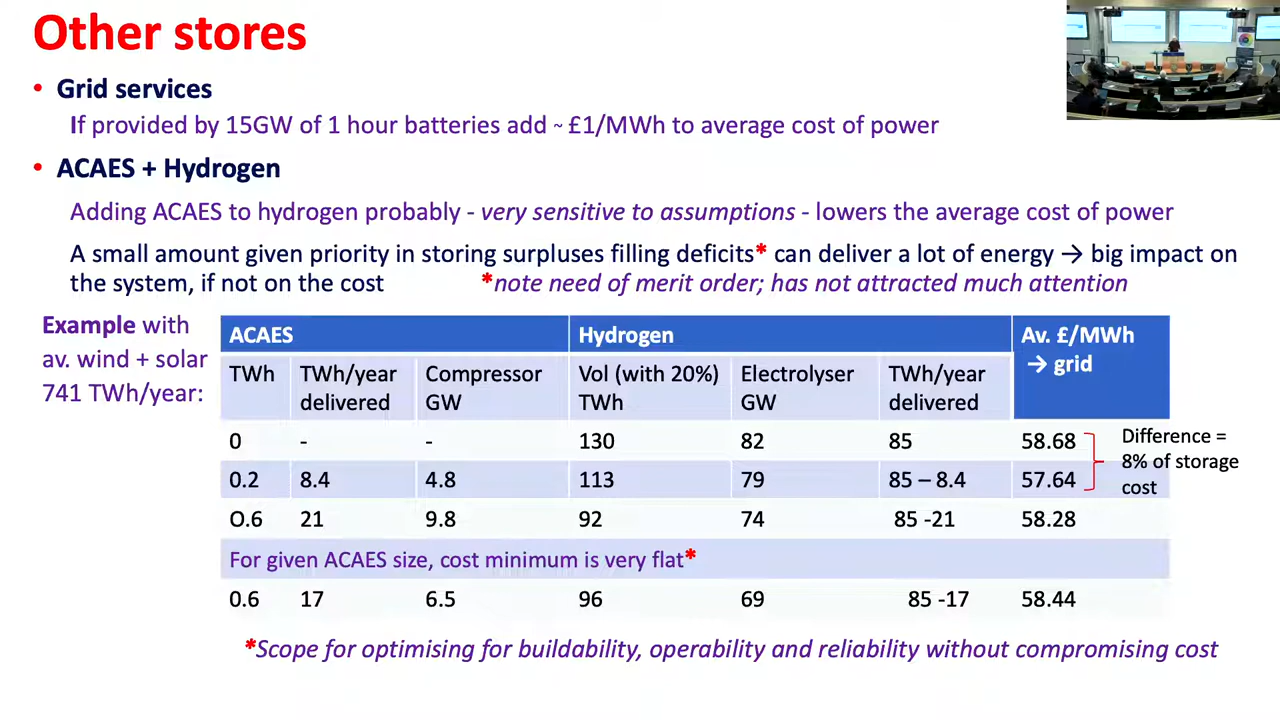 Other stores
• Grid services
If provided by 15GW of 1 hour batteries add ~ £1/MWh to average cost of power
• ACAES + Hydrogen
Adding ACAES to hydrogen probably - very sensitive to assumptions - lowers the average cost of power
A small amount given priority in storing surpluses filling deficits* can deliver a lot of energy → big impact on
the system, if not on the cost *note need of merit order; has not attracted much attention
Example with
av. wind + solar
741 TWh/year:
ACAES Hydrogen Av. £/MWh
→ grid
TWh TWh/year Compressor Vol (with 20%) Electrolyser TWh/year
delivered GW TWh GW delivered
0 - - 130 82 85 58.68
0.2 8.4 4.8 113 79 85 – 8.4 57.64
O.6 21 9.8 92 74 85 -21 58.28
Difference =
8% of storage
cost
For given ACAES size, cost minimum is very flat*
0.6 17 6.5 96 69 85 -17 58.44
*Scope for optimising for buildability, operability and reliability without compromising cost